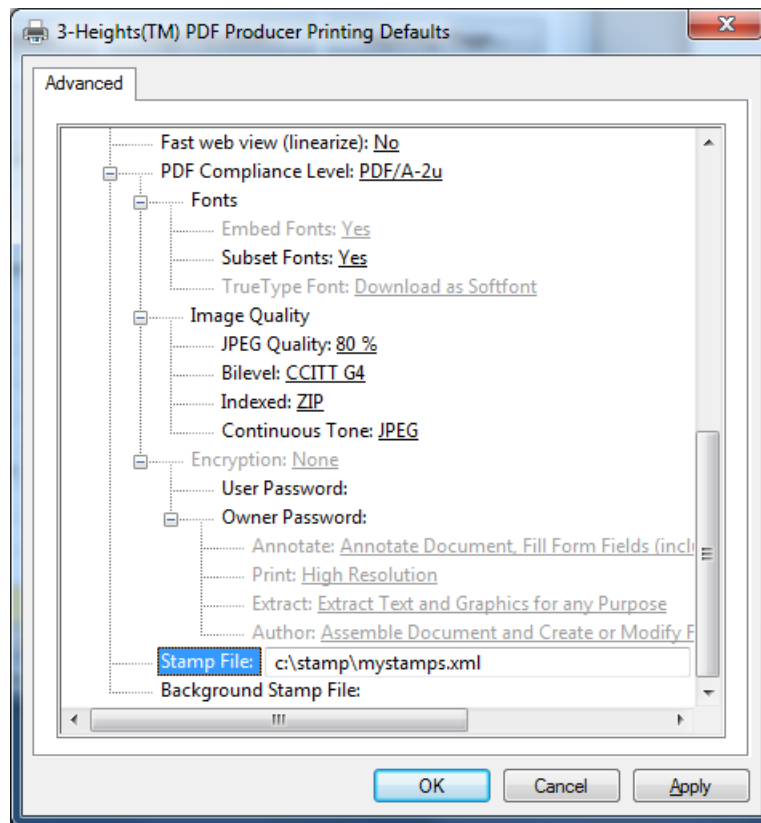 3-Heights(TM) PDF Producer Printing Defaults
Advanced
Fast web view (linearize): No
PDF Compliance Level: PDF/A-2u
Fonts
Embed Fonts: Yes
Subset Fonts: Yes
TrueType Font: Download as Softfont
Image Quality
JPEG Quality: 80 %
Bilevel: CCITT G4
Indexed: ZIP
Continuous Tone: JPEG
Encryption: None
User Password:
Owner Password:
Annotate: Annotate Document, Fill Form Fields (incl
Print: High Resolution
Extract: Extract Text and Graphics for any Purpose
Author: Assemble Document and Create or Modify F
Stamp File: c:\stamp\mystamps.xml
Background Stamp File:
OK Cancel Apply